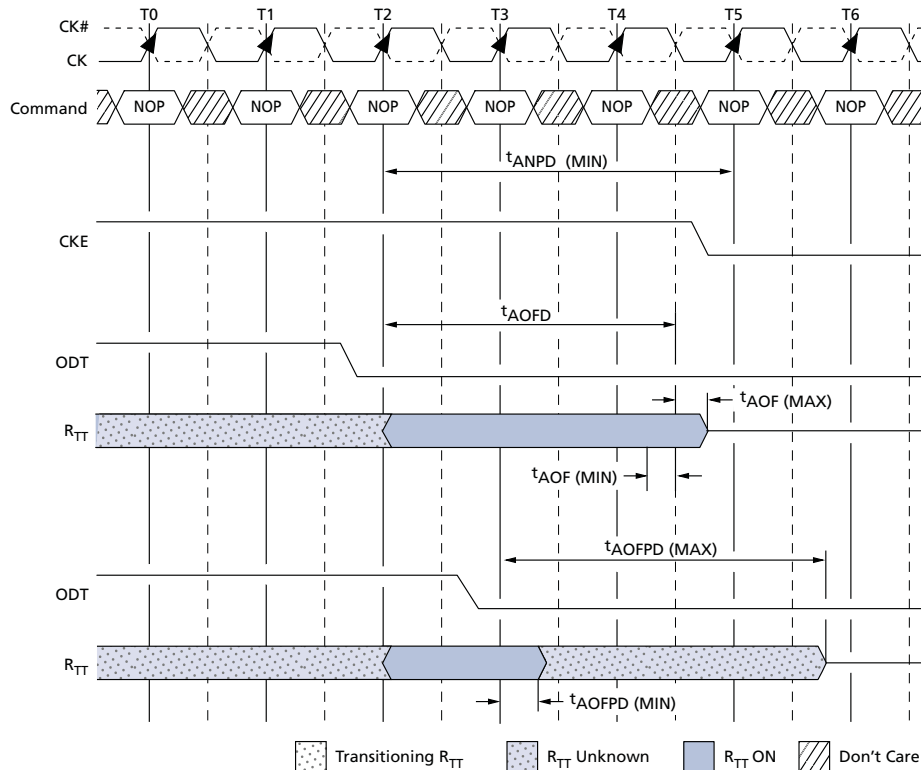 T0 T1 T2 T3 T4 T5 T6
CK#
CK
Command NOP NOP NOP NOP NOP NOP NOP
tANPD (MIN)
CKE
tAOFD
ODT
tAOF (MAX)
RTT
tAOF (MIN)
tAOFPD (MAX)
ODT
RTT
tAOFPD (MIN)
Transitioning RTT RTT Unknown RTT ON Don't Care